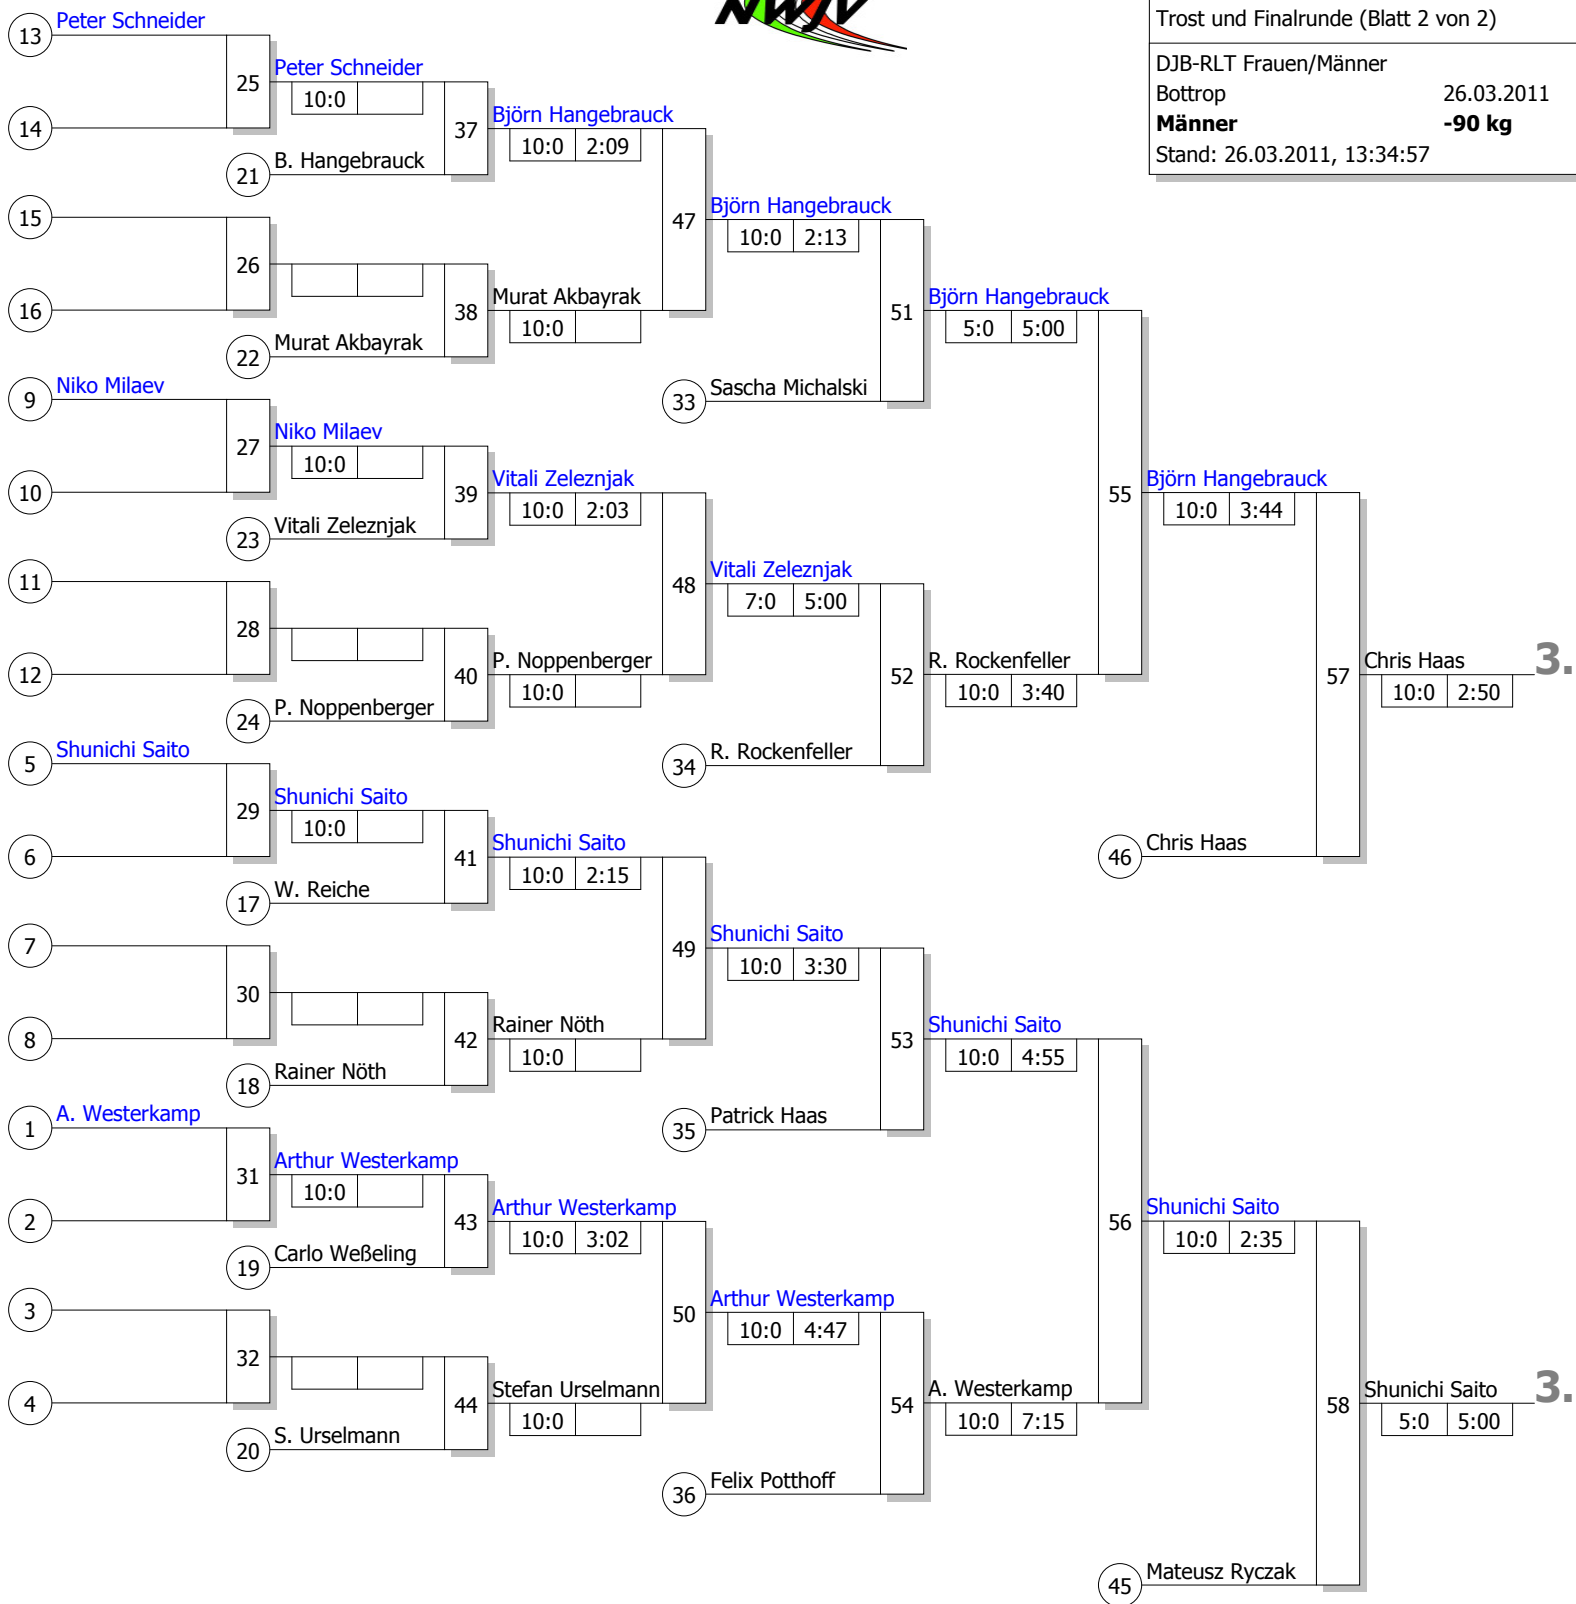 NWJV
Trost und Finalrunde (Blatt 2 von 2)
DJB-RLT Frauen/Männer
Bottrop 26.03.2011
Männer -90 kg
Stand: 26.03.2011, 13:34:57
13 Peter Schneider
14
25 Peter Schneider
10:0
21 B. Hangebrauck
37 Björn Hangebrauck
10:0 2:09
15
16
26
22 Murat Akbayrak
38 Murat Akbayrak
10:0
47 Björn Hangebrauck
10:0 2:13
33 Sascha Michalski
51 Björn Hangebrauck
5:0 5:00
9 Niko Milaev
10
27 Niko Milaev
10:0
23 Vitali Zeleznjak
39 Vitali Zeleznjak
10:0 2:03
11
12
28
24 P. Noppenberger
40 P. Noppenberger
10:0
48 Vitali Zeleznjak
7:0 5:00
34 R. Rockenfeller
52 R. Rockenfeller
10:0 3:40
55 Björn Hangebrauck
10:0 3:44
46 Chris Haas
57 Chris Haas 3.
10:0 2:50
5 Shunichi Saito
6
29 Shunichi Saito
10:0
17 W. Reiche
41 Shunichi Saito
10:0 2:15
7
8
30
18 Rainer Nöth
42 Rainer Nöth
10:0
49 Shunichi Saito
10:0 3:30
35 Patrick Haas
53 Shunichi Saito
10:0 4:55
1 A. Westerkamp
2
31 Arthur Westerkamp
10:0
19 Carlo Weßeling
43 Arthur Westerkamp
10:0 3:02
3
4
32
20 S. Urselmann
44 Stefan Urselmann
10:0
50 Arthur Westerkamp
10:0 4:47
36 Felix Potthoff
54 A. Westerkamp
10:0 7:15
56 Shunichi Saito
10:0 2:35
45 Mateusz Ryczak
58 Shunichi Saito 3.
5:0 5:00